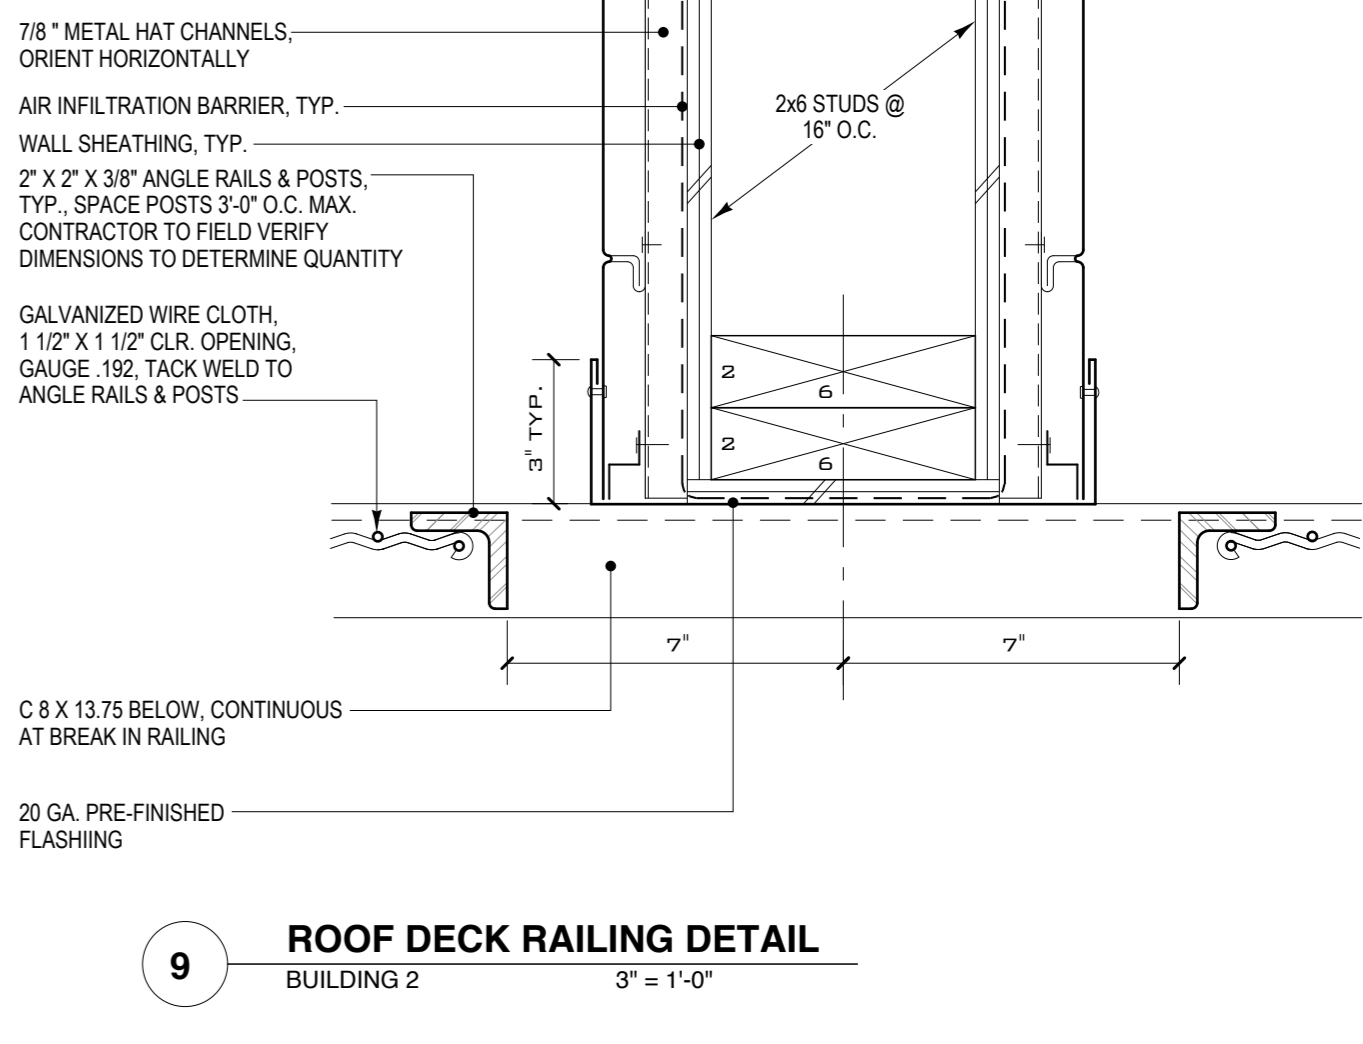 7/8 " METAL HAT CHANNELS,
ORIENT HORIZONTALLY
AIR INFILTRATION BARRIER, TYP.
WALL SHEATHING, TYP.
2" X 2" X 3/8" ANGLE RAILS & POSTS,
TYP., SPACE POSTS 3'-0" O.C. MAX.
CONTRACTOR TO FIELD VERIFY
DIMENSIONS TO DETERMINE QUANTITY
GALVANIZED WIRE CLOTH,
1 1/2" X 1 1/2" CLR. OPENING,
GAUGE .192, TACK WELD TO
ANGLE RAILS & POSTS
2x6 STUDS @
16" O.C.
3" TYP.
2
6
2
6
7"
7"
C 8 X 13.75 BELOW, CONTINUOUS
AT BREAK IN RAILING
20 GA. PRE-FINISHED
FLASHIING
9
ROOF DECK RAILING DETAIL
BUILDING 2
3" = 1'-0"